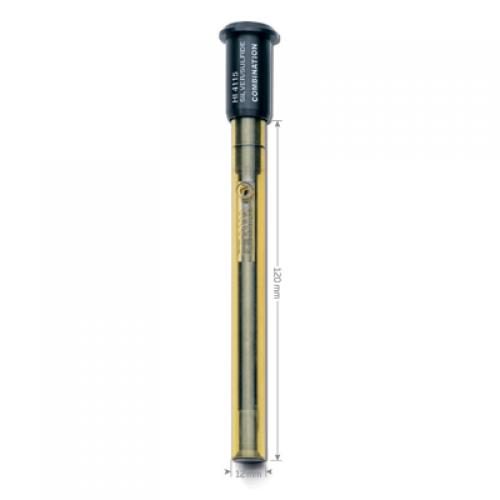 HI 4115
SILVER/SULFIDE
COMBINATION
120 mm
12 mm